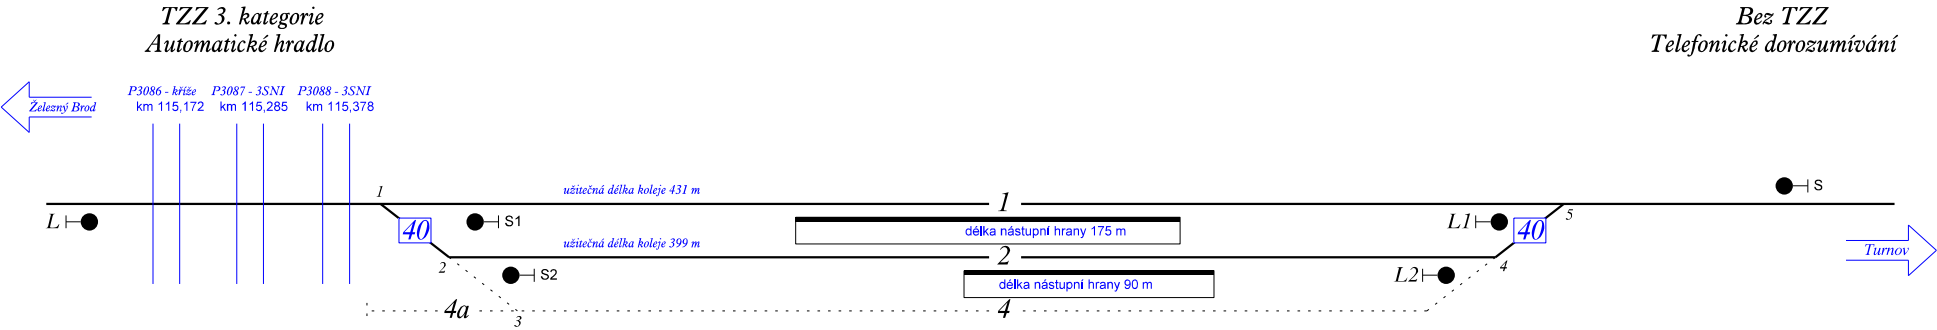 TZZ 3. kategorie
Automatické hradlo
Bez TZZ
Telefonické dorozumívání
Železný Brod
P3086 - kříže
km 115,172
P3087 - 3SNI
km 115,285
P3088 - 3SNI
km 115,378
1
užitečná délka koleje 431 m
1
S
L
40
S1
délka nástupní hrany 175 m
L1
40
5
užitečná délka koleje 399 m
2
Turnov
2
S2
délka nástupní hrany 90 m
L2
4
4a
3
4